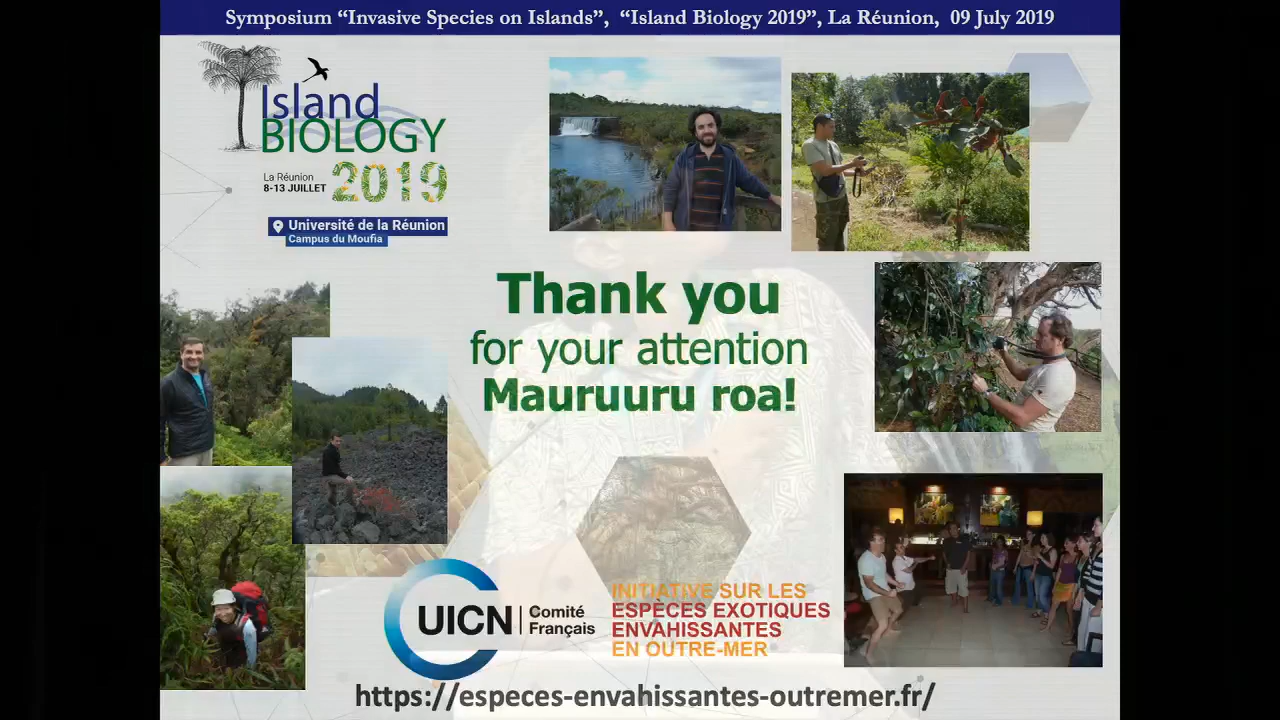 Symposium “Invasive Species on Islands”, “Island Biology 2019”, La Réunion, 09 July 2019
Island
BIOLOGY
2019
La Réunion
8-13 JUILLET
Université de la Réunion
Campus du Moufia
Thank you
for your attention
Mauruuru roa!
UICN
Comité
Français
INITIATIVE SUR LES
ESPÈCES EXOTIQUES
ENVAHISSANTES
EN OUTRE-MER
https://especes-envahissantes-outremer.fr/